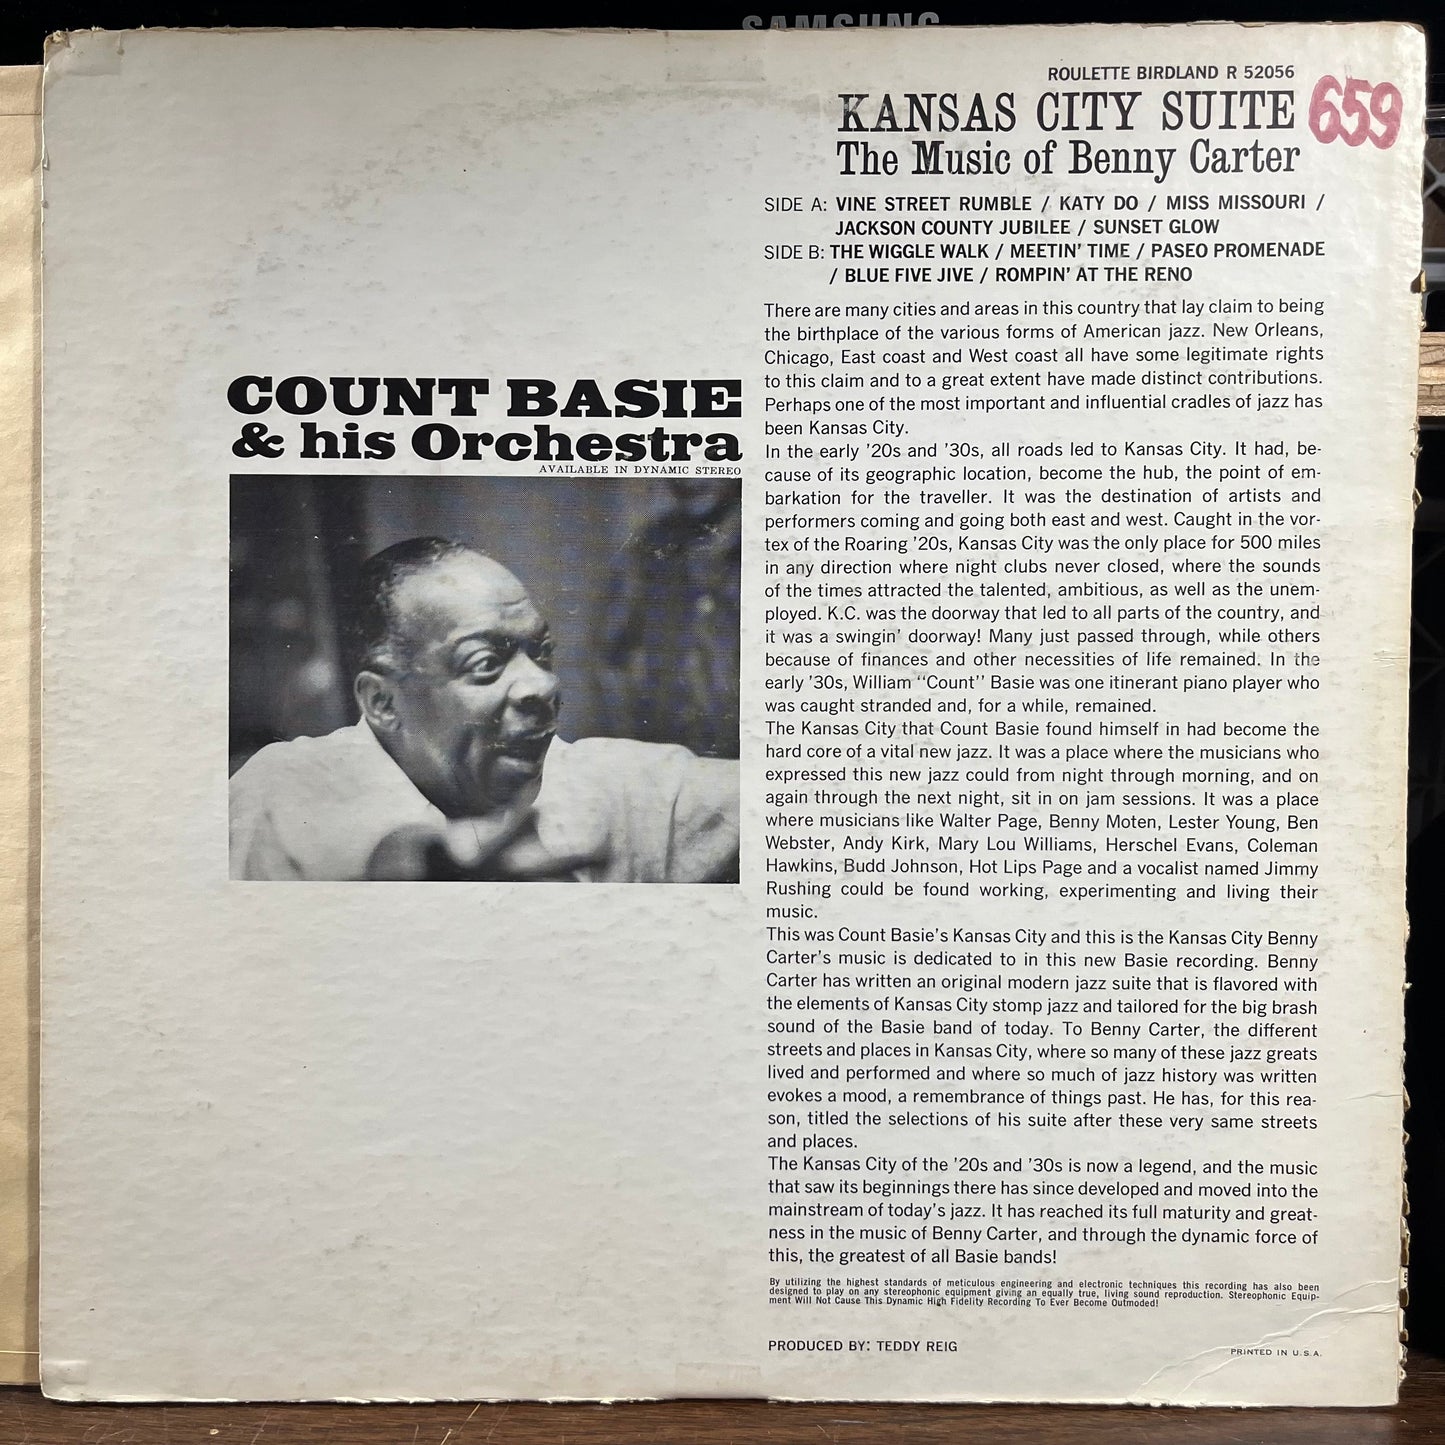 SAMSUNG
ROULETTE BIRDLAND R 52056
KANSAS CITY SUITE
659
The Music of Benny Carter
SIDE A: VINE STREET RUMBLE / KATY DO / MISS MISSOURI /
JACKSON COUNTY JUBILEE / SUNSET GLOW
SIDE B: THE WIGGLE WALK / MEETIN' TIME / PASEO PROMENADE
/ BLUE FIVE JIVE / ROMPIN' AT THE RENO
COUNT BASIE
& his Orchestra
AVAILABLE IN DYNAMIC STEREO
There are many cities and areas in this country that lay claim to being
the birthplace of the various forms of American jazz. New Orleans,
Chicago, East coast and West coast all have some legitimate rights
to this claim and to a great extent have made distinct contributions.
Perhaps one of the most important and influential cradles of jazz has
been Kansas City.
In the early '20s and '30s, all roads led to Kansas City. It had, be-
cause of its geographic location, become the hub, the point of em-
barkation for the traveller. It was the destination of artists and
performers coming and going both east and west. Caught in the vor-
tex of the Roaring '20s, Kansas City was the only place for 500 miles
in any direction where night clubs never closed, where the sounds
of the times attracted the talented, ambitious, as well as the unem-
ployed. K.C. was the doorway that led to all parts of the country, and
it was a swingin' doorway! Many just passed through, while others
because of finances and other necessities of life remained. In the
early '30s, William "Count" Basie was one itinerant piano player who
was caught stranded and, for a while, remained.
The Kansas City that Count Basie found himself in had become the
hard core of a vital new jazz. It was a place where the musicians who
expressed this new jazz could from night through morning, and on
again through the next night, sit in on jam sessions. It was a place
where musicians like Walter Page, Benny Moten, Lester Young, Ben
Webster, Andy Kirk, Mary Lou Williams, Herschel Evans, Coleman
Hawkins, Budd Johnson, Hot Lips Page and a vocalist named Jimmy
Rushing could be found working, experimenting and living their
music.
This was Count Basie's Kansas City and this is the Kansas City Benny
Carter's music is dedicated to in this new Basie recording. Benny
Carter has written an original modern jazz suite that is flavored with
the elements of Kansas City stomp jazz and tailored for the big brash
sound of the Basie band of today. To Benny Carter, the different
streets and places in Kansas City, where so many of these jazz greats
lived and performed and where so much of jazz history was written
evokes a mood, a remembrance of things past. He has, for this rea-
son, titled the selections of his suite after these very same streets
and places.
The Kansas City of the '20s and '30s is now a legend, and the music
that saw its beginnings there has since developed and moved into the
mainstream of today's jazz. It has reached its full maturity and great-
ness in the music of Benny Carter, and through the dynamic force of
this, the greatest of all Basie bands!
By utilizing the highest standards of meticulous engineering and electronic techniques this recording has also been
designed to play on any stereophonic equipment giving an equally true, living sound reproduction. Stereophonic Equip-
ment Will Not Cause This Dynamic High Fidelity Recording To Ever Become Outmoded!
PRODUCED BY: TEDDY REIG
PRINTED IN U.S.A.